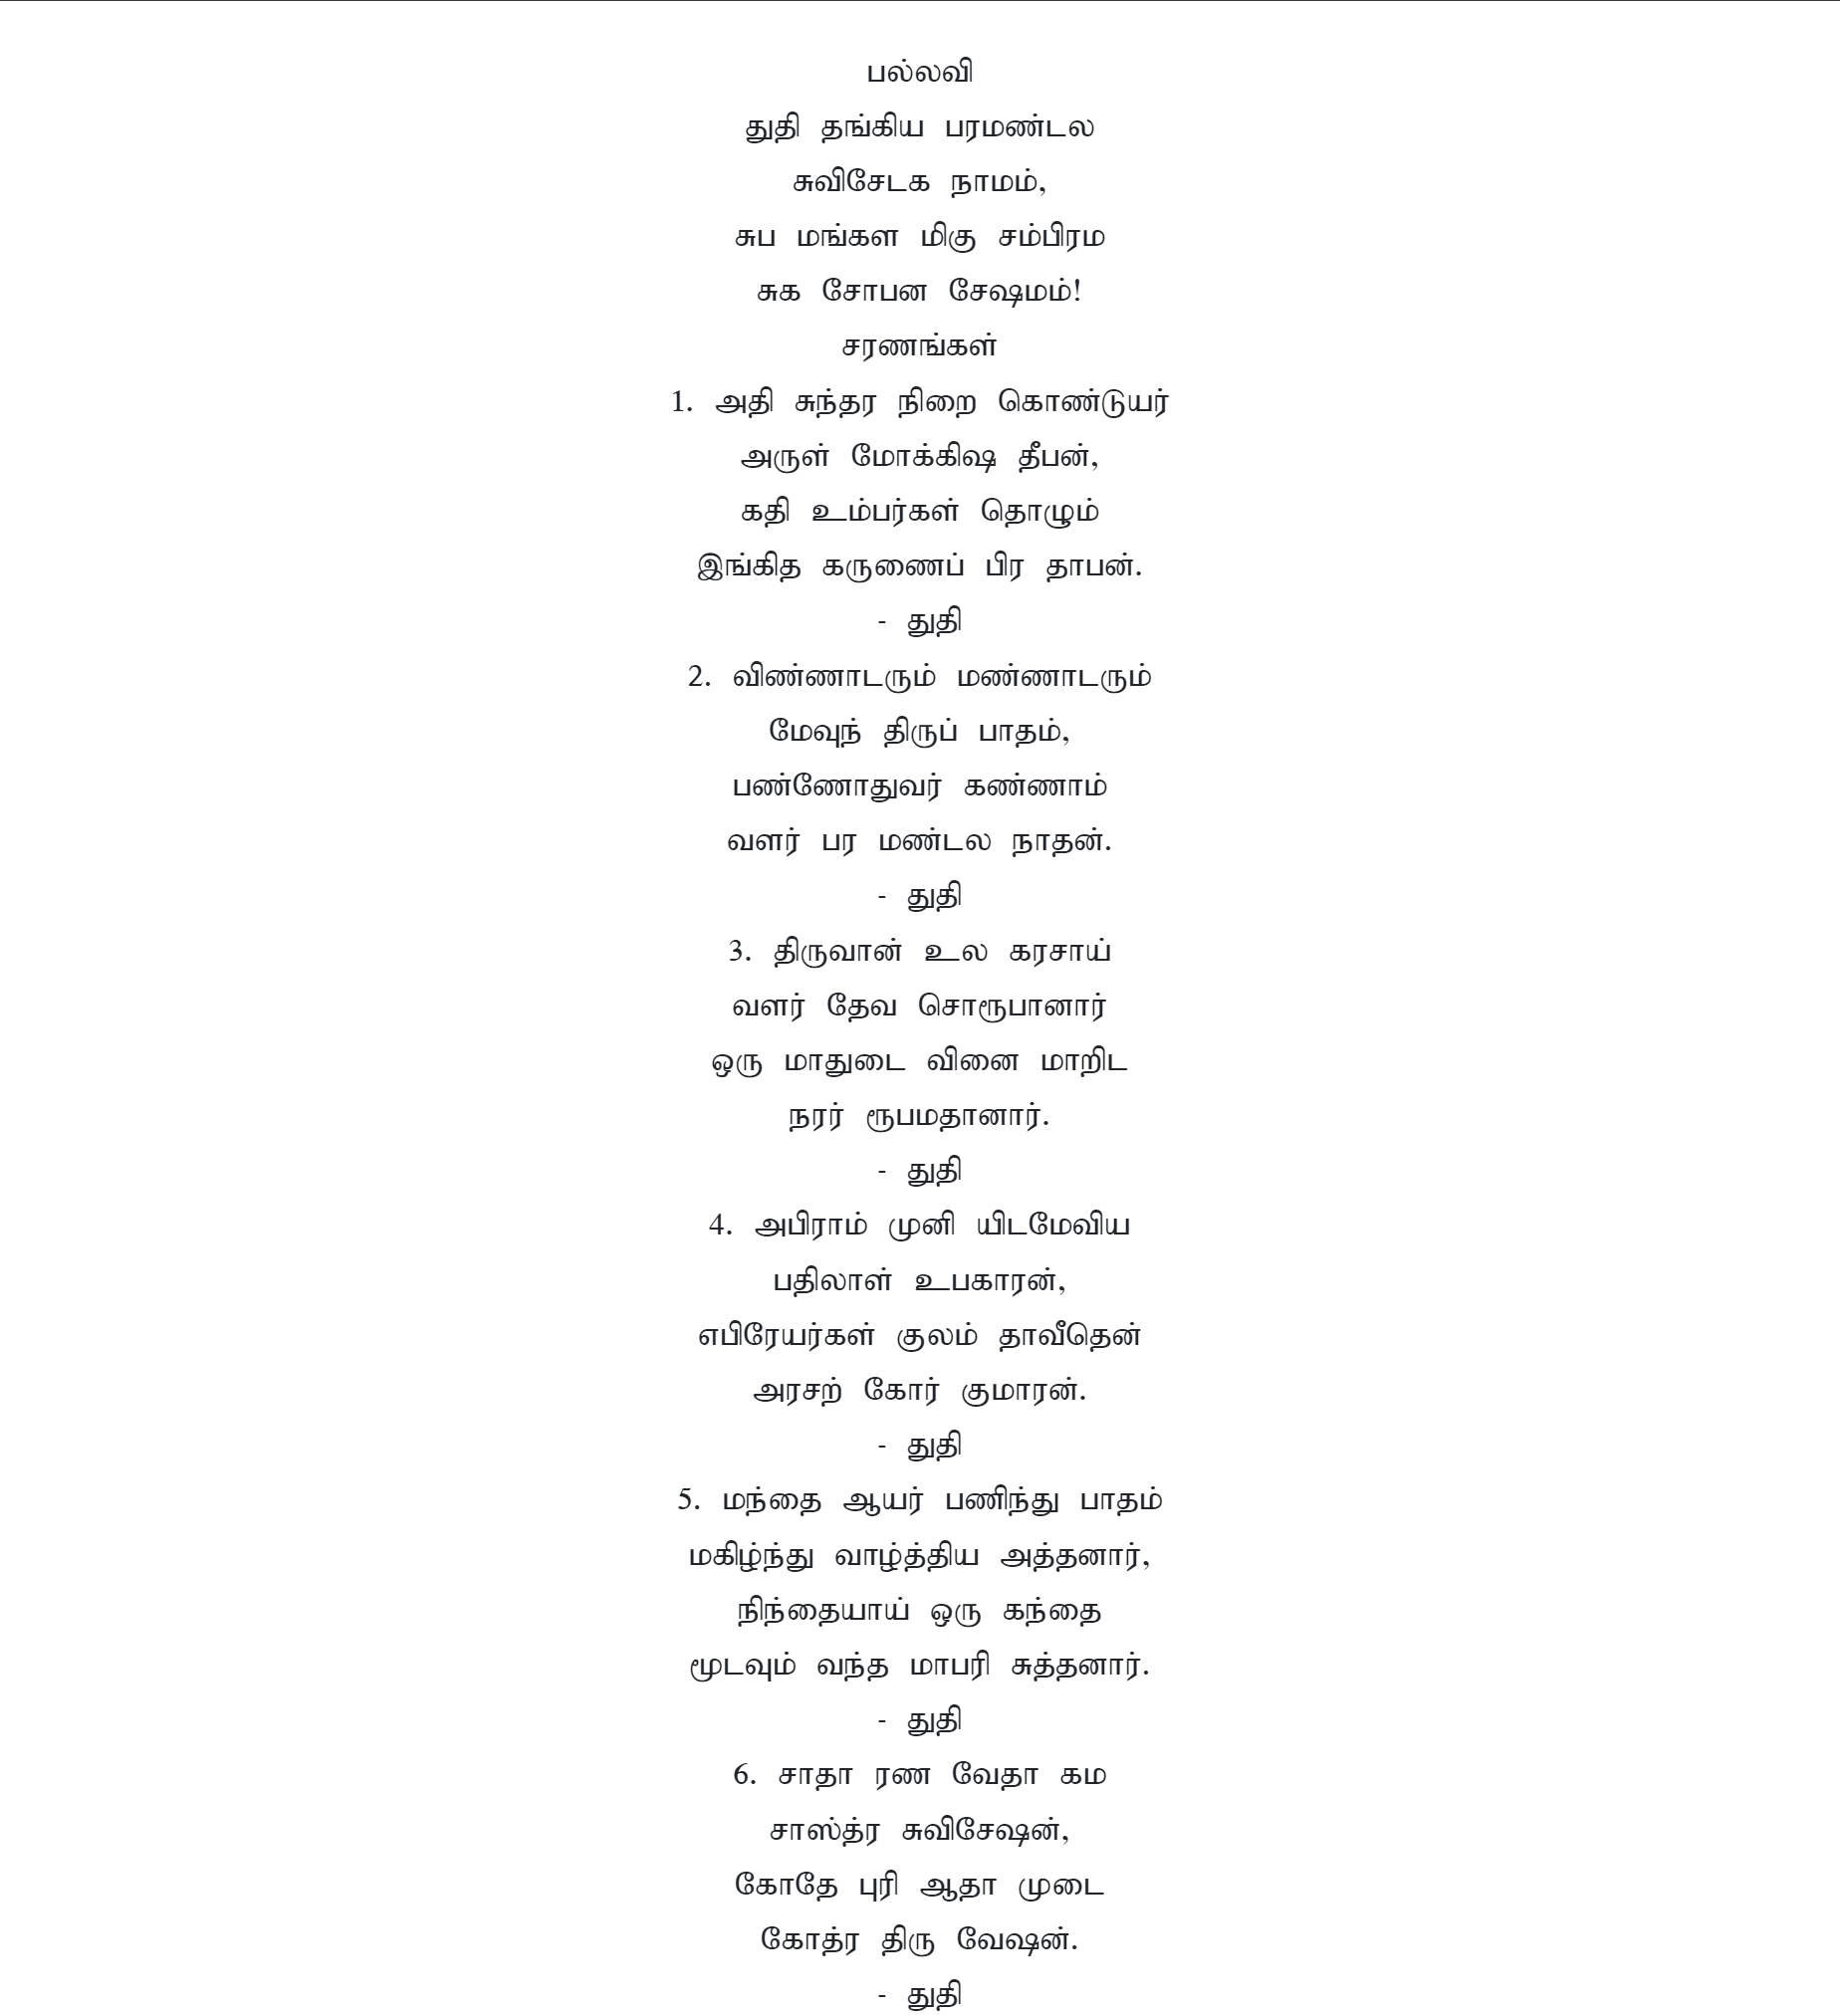 பல்லவி
துதி தங்கிய பரமண்டல
சுவிசேடக நாமம்,
சுப மங்கள மிகு சம்பிரம
சுக சோபன சேஷமம்!
சரணங்கள்
1. அதி சுந்தர நிறை கொண்டுயர்
அருள் மோக்கிஷ தீபன்,
கதி உம்பர்கள் தொழும்
இங்கித கருணைப் பிர தாபன்.
- துதி
2. விண்ணாடரும் மண்ணாடரும்
மேவுந் திருப் பாதம்,
பண்ணோதுவர் கண்ணாம்
வளர் பர மண்டல நாதன்.
- துதி
3. திருவான் உல கரசாய்
வளர் தேவ சொரூபானார்
ஒரு மாதுடை வினை மாறிட
நரர் ரூபமதானார்.
- துதி
4. அபிராம் முனி யிடமேவிய
பதிலாள் உபகாரன்,
எபிரேயர்கள் குலம் தாவீதென்
அரசற் கோர் குமாரன்.
- துதி
5. மந்தை ஆயர் பணிந்து பாதம்
மகிழ்ந்து வாழ்த்திய அத்தனார்,
நிந்தையாய் ஒரு கந்தை
மூடவும் வந்த மாபரி சுத்தனார்.
- துதி
6. சாதா ரண வேதா கம
சாஸ்த்ர சுவிசேஷன்,
கோதே புரி ஆதா முடை
கோத்ர திரு வேஷன்.
- துதி